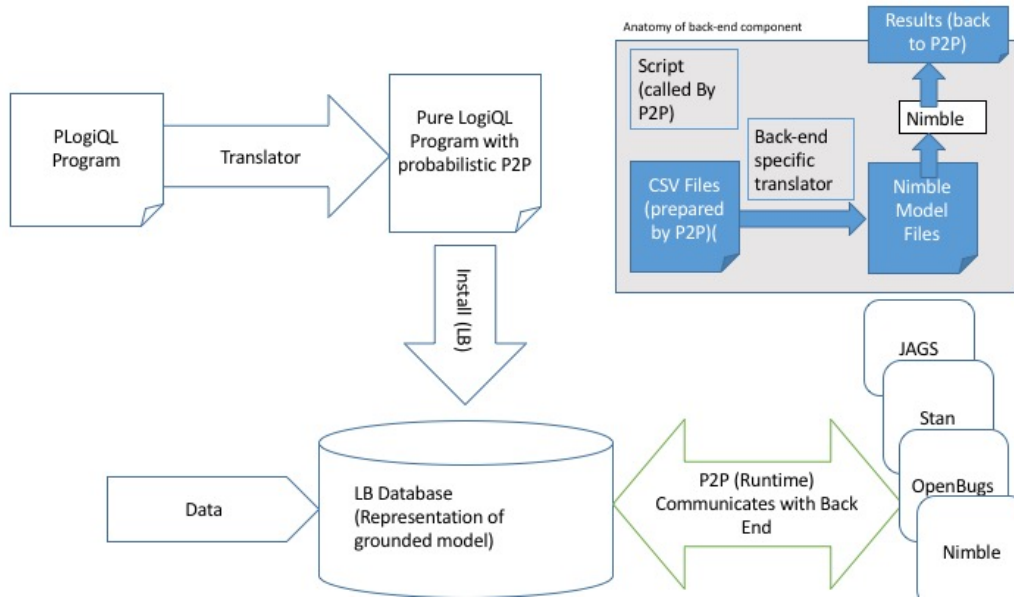 Anatomy of back-end component
Results (back
to P2P)
Script
(called By
P2P)
Nimble
Back-end
specific
translator
CSV Files
(prepared
by P2P)(
Nimble
Model
Files
PLogiQL
Program
Translator
Pure LogiQL
Program with
probabilistic P2P
Install (LB)
Data
LB Database
(Representation of
grounded model)
P2P (Runtime)
Communicates with Back
End
JAGS
Stan
OpenBugs
Nimble